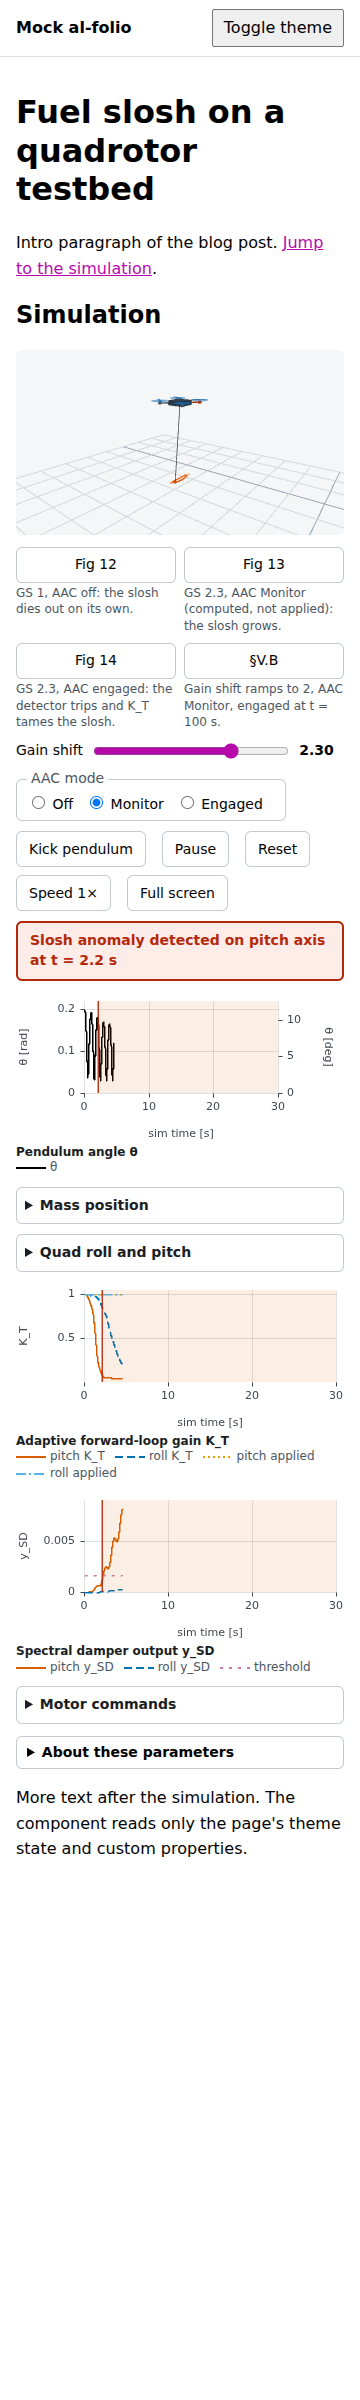 Mock al-folio
Toggle theme
Fuel slosh on a
quadrotor
testbed
Intro paragraph of the blog post. Jump
to the simulation.
Simulation
Fig 12
GS 1, AAC off: the slosh
dies out on its own.
Fig 13
GS 2.3, AAC Monitor
(computed, not applied):
the slosh grows.
Fig 14
GS 2.3, AAC engaged: the
detector trips and K_T
tames the slosh.
§V.B
Gain shift ramps to 2, AAC
Monitor, engaged at t =
100 s.
Gain shift 2.30
AAC mode
Off Monitor Engaged
Kick pendulum Pause Reset
Speed 1× Full screen
Slosh anomaly detected on pitch axis
at t = 2.2 s
θ [rad]
0.2
0.1
0
10
5
0
θ [deg]
0 10 20 30
sim time [s]
Pendulum angle θ
θ
Mass position
Quad roll and pitch
K_T
1
0.5
0 10 20 30
sim time [s]
Adaptive forward-loop gain K_T
pitch K_T roll K_T pitch applied
roll applied
y_SD
0.005
0
0 10 20 30
sim time [s]
Spectral damper output y_SD
pitch y_SD roll y_SD threshold
Motor commands
About these parameters
More text after the simulation. The
component reads only the page's theme
state and custom properties.